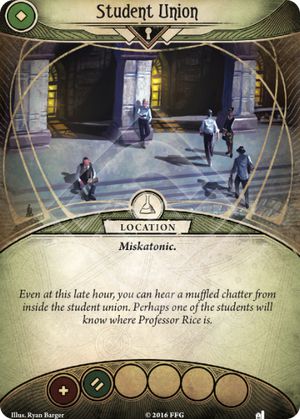 Student Union
LOCATION
Miskatonic.
Even at this late hour, you can hear a muffled chatter from
inside the student union. Perhaps one of the students will
know where Professor Rice is.
Illus. Ryan Barger
© 2016 FFG